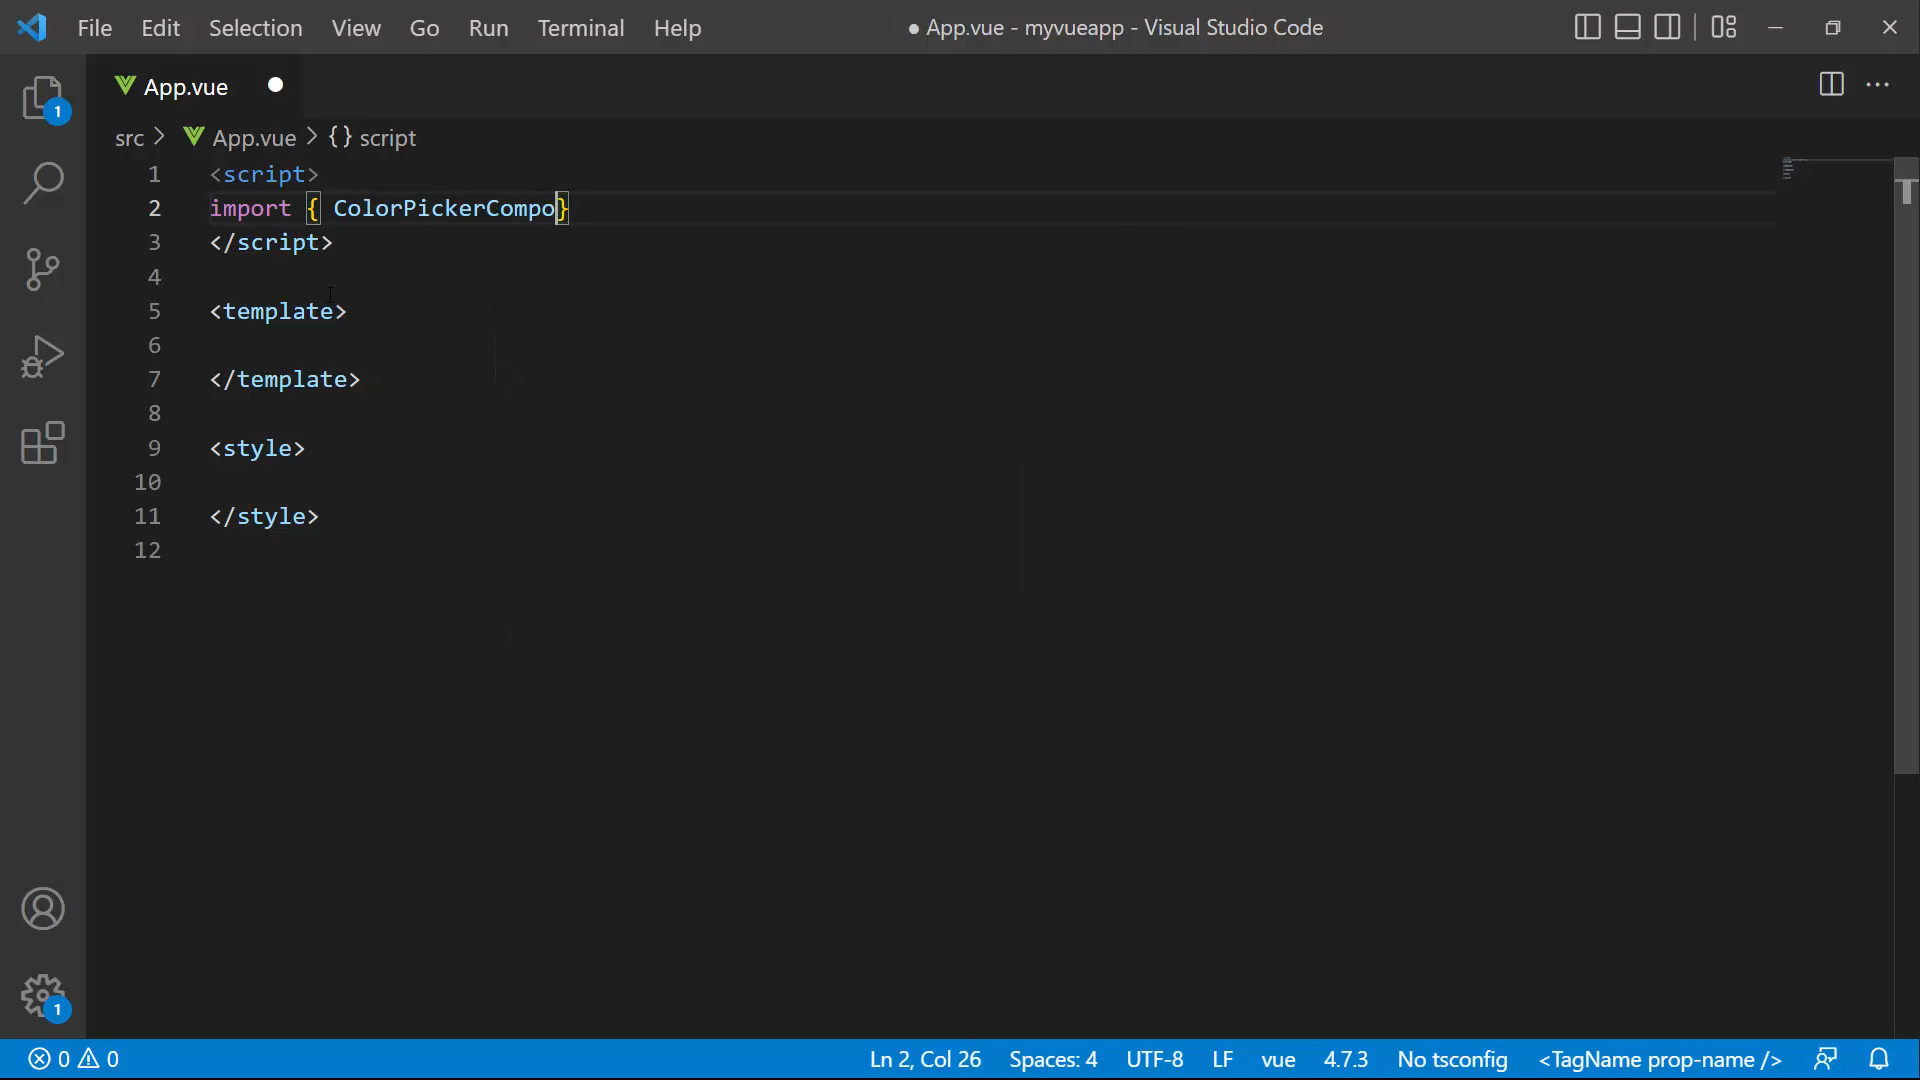 File Edit Selection View Go Run Terminal Help ● App.vue - myvueapp - Visual Studio Code
App.vue
src > App.vue > {} script
1 <script>
2 import { ColorPickerCompo}
3 </script>
4
5 <template>
6
7 </template>
8
9 <style>
10
11 </style>
12
1
1
0 0 Ln 2, Col 26 Spaces: 4 UTF-8 LF vue 4.7.3 No tsconfig <TagName prop-name />